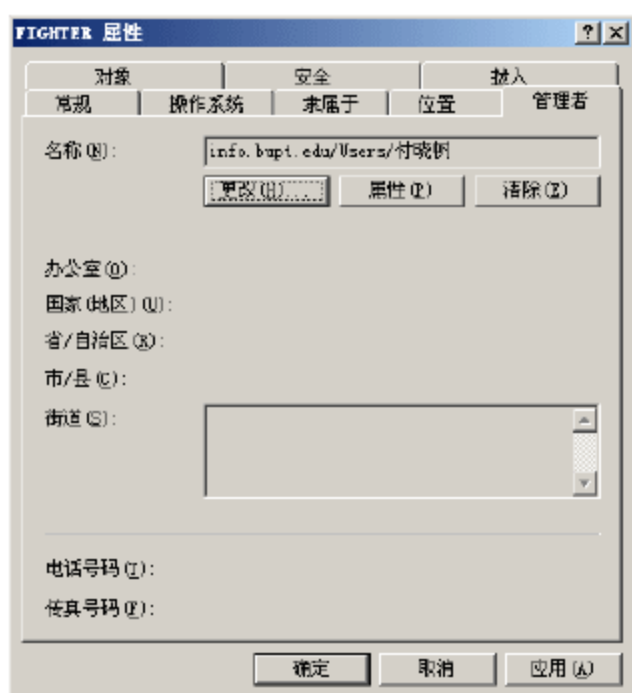 FIGHTER 属性
对象 安全 拨入
常规 操作系统 隶属于 位置 管理者
名称(N): info.bupt.edu/Users/付晓帆
更改(H)... 属性(P) 清除(E)
办公室(O):
国家(地区)(U):
省/自治区(R):
市/县(C):
街道(S):
电话号码(T):
传真号码(F):
确定 取消 应用(A)